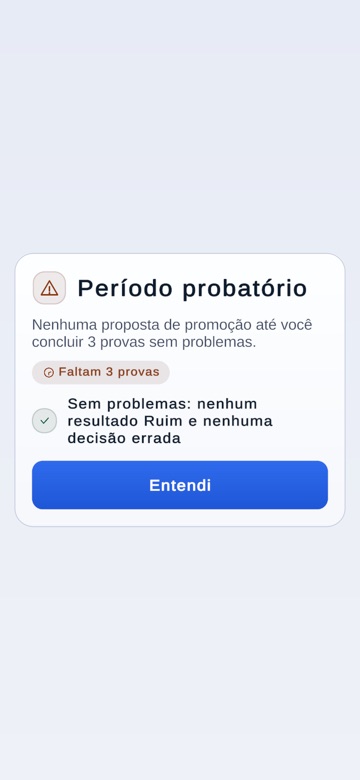 Período probatório
Nenhuma proposta de promoção até você
concluir 3 provas sem problemas.
Faltam 3 provas
Sem problemas: nenhum
resultado Ruim e nenhuma
decisão errada
Entendi